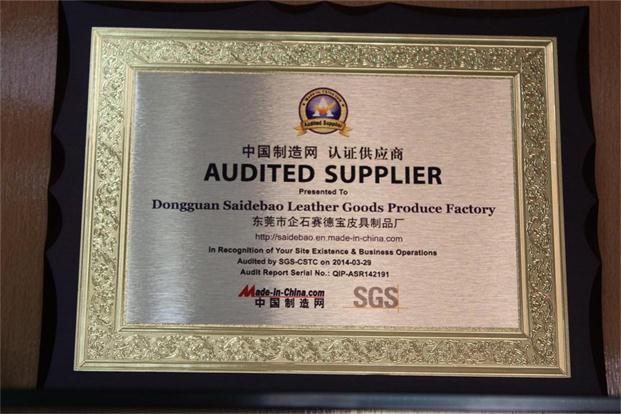 Audited Supplier
中国制造网 认证供应商
AUDITED SUPPLIER
Presented To
Dongguan Saidebao Leather Goods Produce Factory
东莞市企石赛德宝皮具制品厂
http://saidebao.en.made-in-china.com/
In Recognition of Your Site Existence & Business Operations
Audited by SGS-CSTC on 2014-03-29
Audit Report Serial No.: QIP-ASR142191
Made-in-China.com
中国制造网
SGS